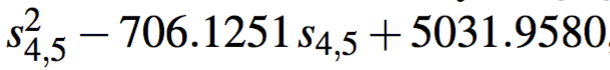 s²₄,₅ − 706.1251 s₄,₅ + 5031.9580,